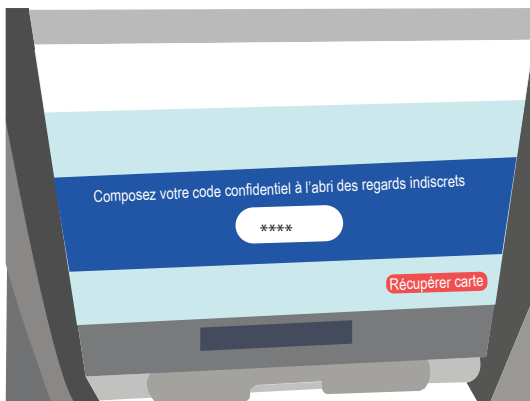 Composez votre code confidentiel à l'abri des regards indiscrets
****
Récupérer carte